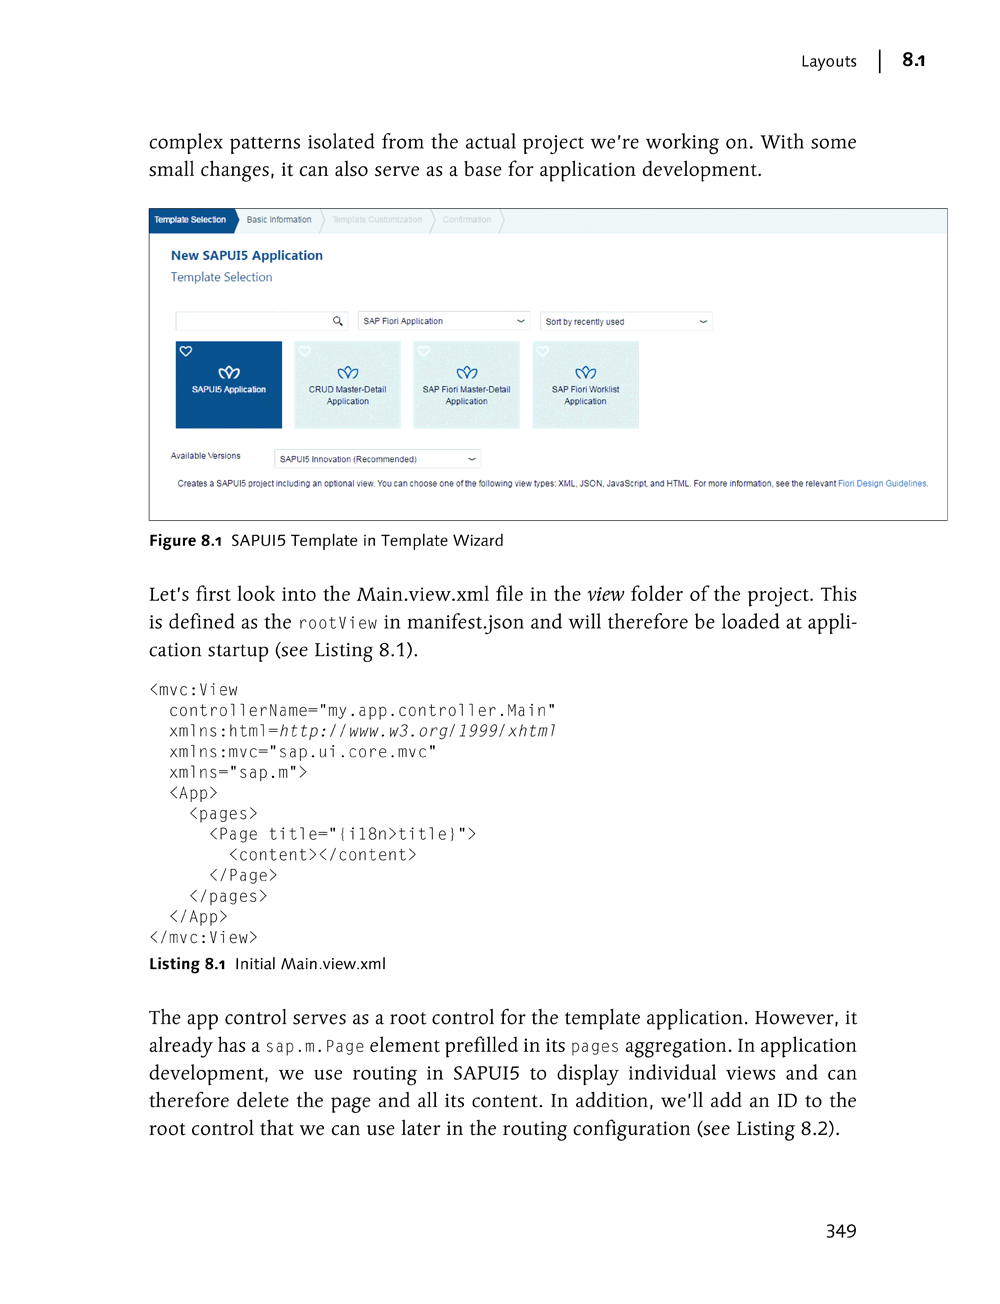 Layouts | 8.1
complex patterns isolated from the actual project we're working on. With some
small changes, it can also serve as a base for application development.
Template Selection Basic Information Template Customization Confirmation
New SAPUI5 Application
Template Selection
SAP Fiori Application Sort by recently used
SAPUI5 Application
CRUD Master-Detail
Application
SAP Fiori Master-Detail
Application
SAP Fiori Worklist
Application
Available Versions SAPUI5 Innovation (Recommended)
Creates a SAPUI5 project including an optional view. You can choose one of the following view types: XML, JSON, JavaScript, and HTML. For more information, see the relevant Fiori Design Guidelines.
Figure 8.1 SAPUI5 Template in Template Wizard
Let's first look into the Main.view.xml file in the view folder of the project. This
is defined as the rootView in manifest.json and will therefore be loaded at appli-
cation startup (see Listing 8.1).
<mvc:View
controllerName="my.app.controller.Main"
xmlns:html=http://www.w3.org/1999/xhtml
xmlns:mvc="sap.ui.core.mvc"
xmlns="sap.m">
<App>
<pages>
<Page title="{i18n>title}">
<content></content>
</Page>
</pages>
</App>
</mvc:View>
Listing 8.1 Initial Main.view.xml
The app control serves as a root control for the template application. However, it
already has a sap.m.Page element prefilled in its pages aggregation. In application
development, we use routing in SAPUI5 to display individual views and can
therefore delete the page and all its content. In addition, we'll add an ID to the
root control that we can use later in the routing configuration (see Listing 8.2).
349